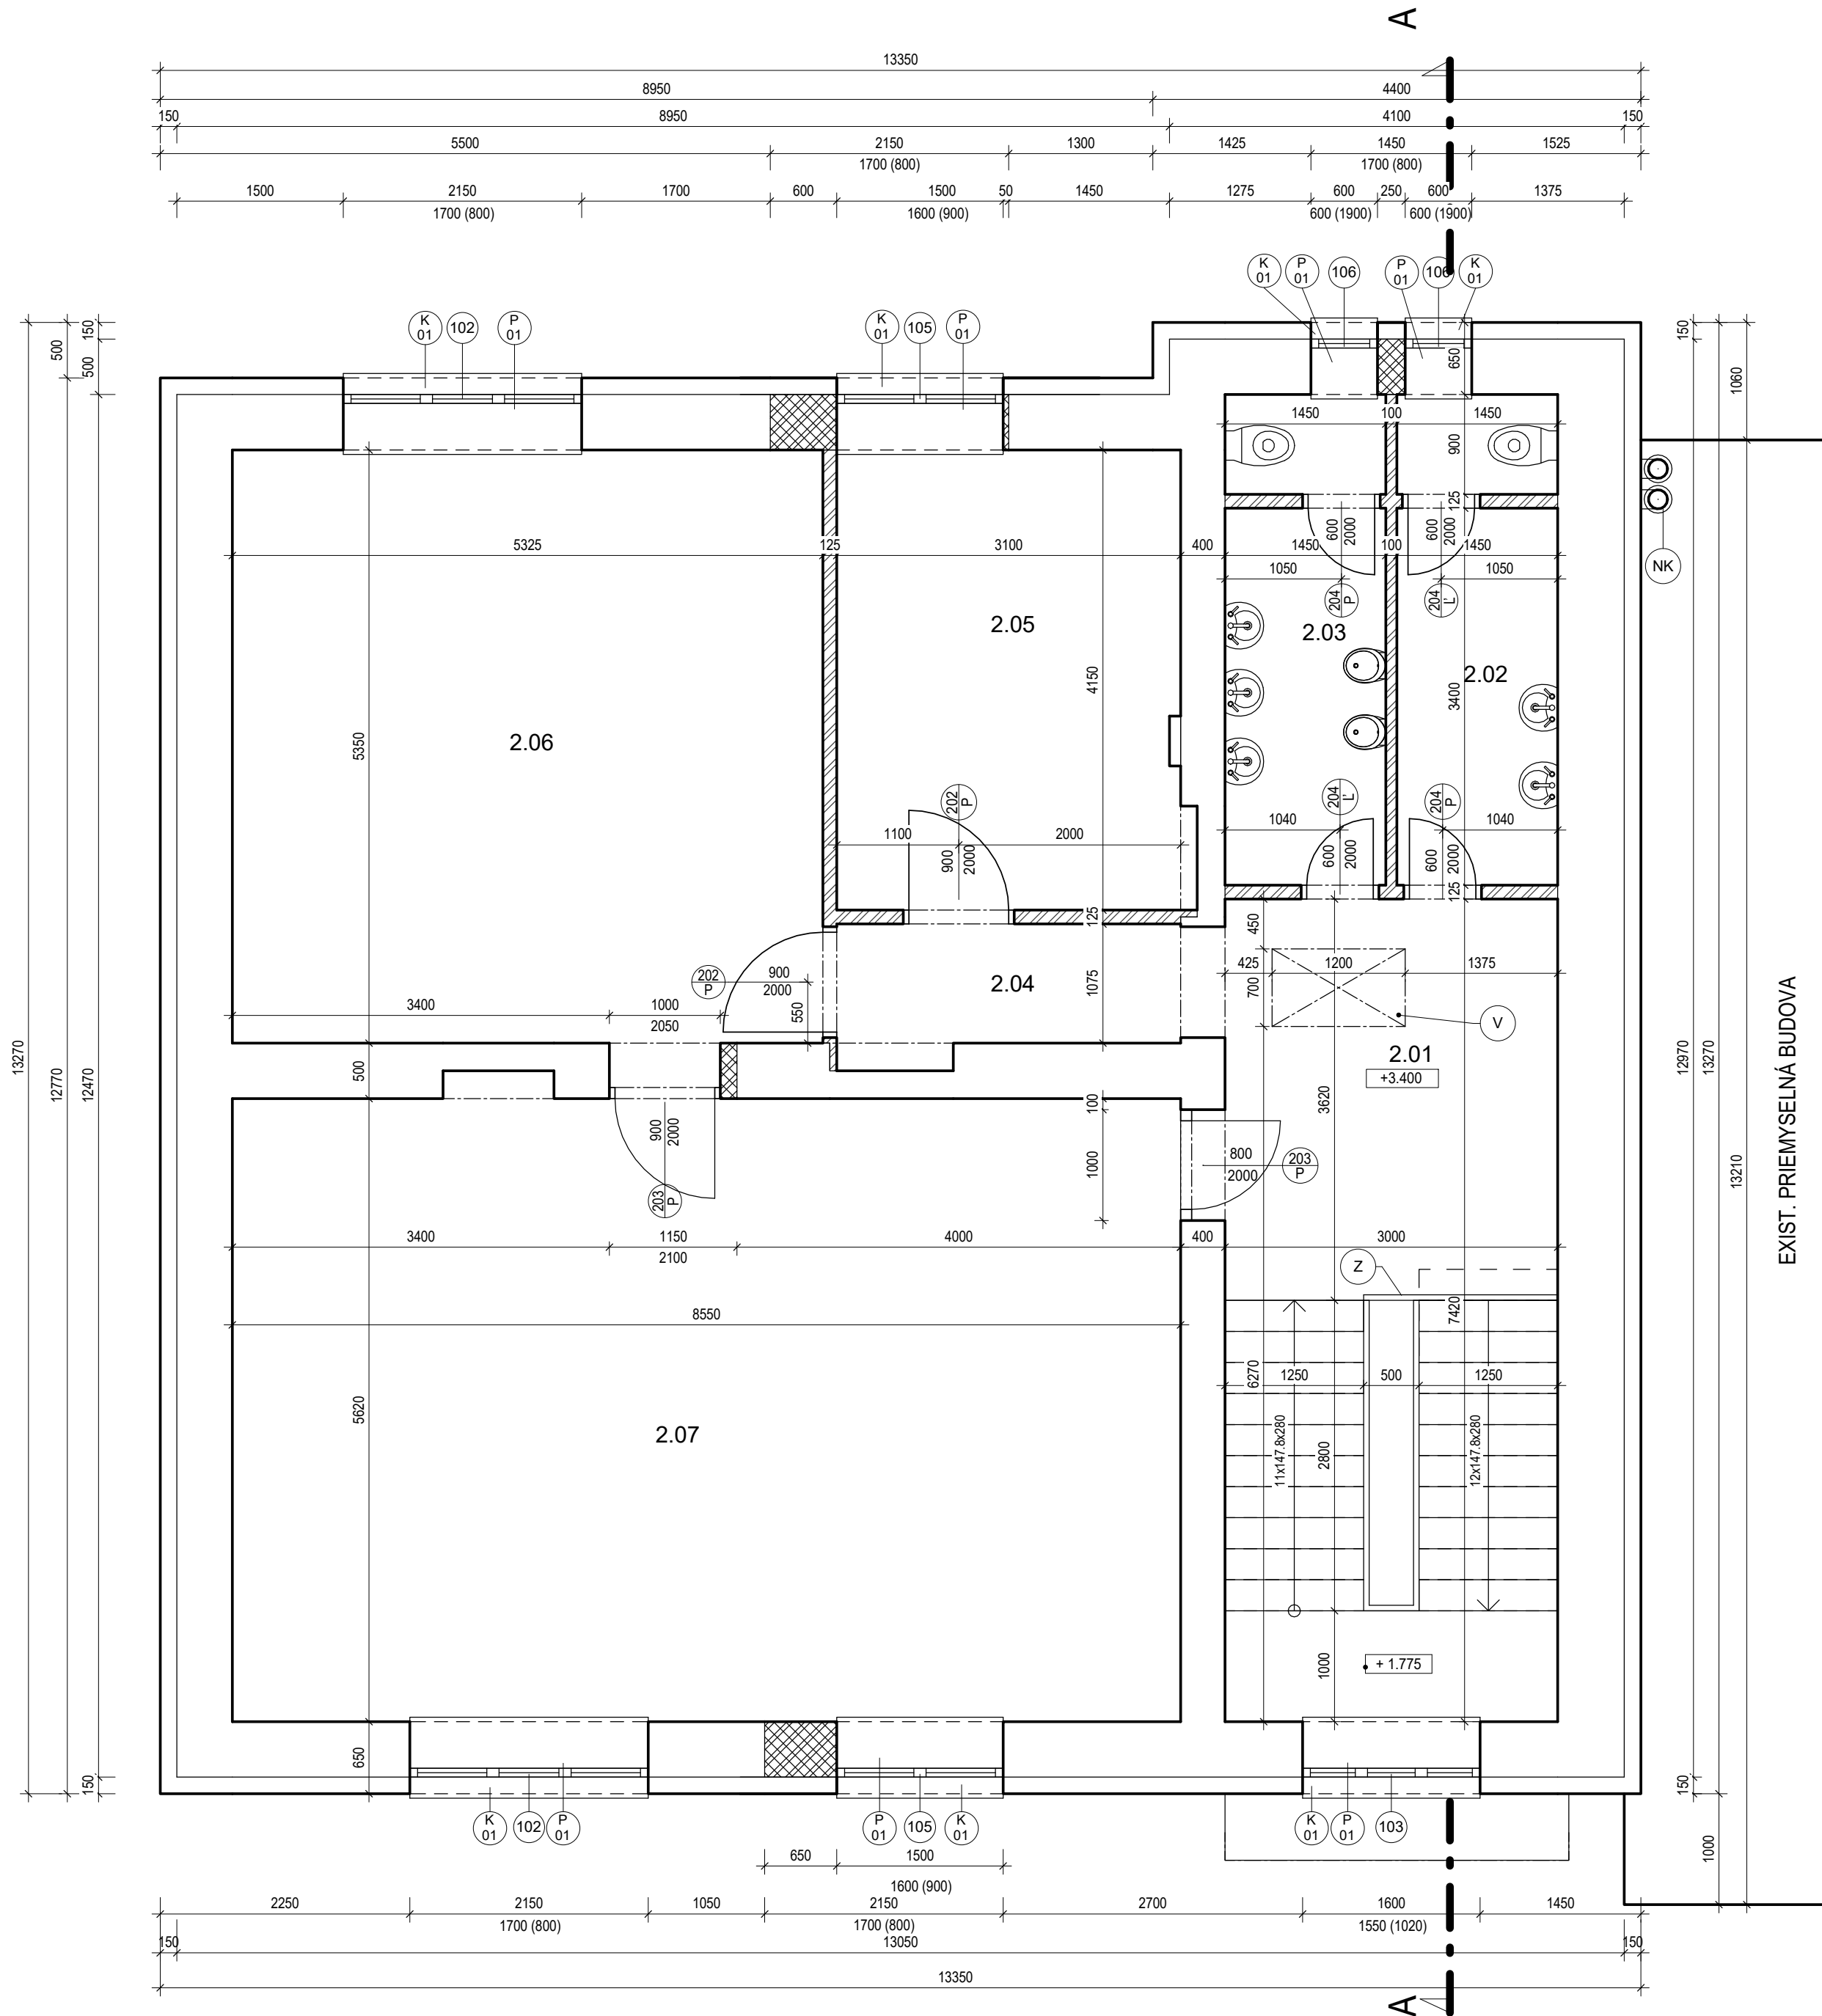 A
13350
8950 4400
150 8950 4100 150
5500 2150 1300 1425 1450 1525
1700 (800) 1700 (800)
1500 2150 1700 600 1500 50 1450 1275 600 250 600 1375
1700 (800) 1600 (900) 600 (1900) 600 (1900)
K 01 P 01 106 P 01 106 K 01
K 01 102 P 01 K 01 105 P 01
150 500 500 150 650 1060
1450 100 1450
900
125
5325 125 3100 400 1450 100 1450
600 2000 600 2000
1050 1050
NK
204 P 204 L'
2.05 2.03
2.02
4150 3400
2.06
5350
202 P 204 L' 204 P
1100 2000 1040 1040
900 2000 600 2000 600 2000
125 125
450
202 P 900 2000
425 1200 1375
2.04 1075 700
550
3400 1000
2050
V
2.01
+3.400
13270 12770 12470 500 12970 13270 13210
EXIST. PRIEMYSELNÁ BUDOVA
3620
100
900 2000 1000 800 2000 203 P
203 P
3400 1150 4000 400 3000
2100
Z
8550 7420
6270 1250 500 1250
5620
2.07
11x147.8x280 2800 12x147.8x280
1000
+ 1.775
650
150 150
K 01 102 P 01 P 01 105 K 01 K 01 P 01 103
1000
650 1500
1600 (900)
2250 2150 1050 2150 2700 1600 1450
1700 (800) 1700 (800) 1550 (1020)
150 13050 150
13350
A